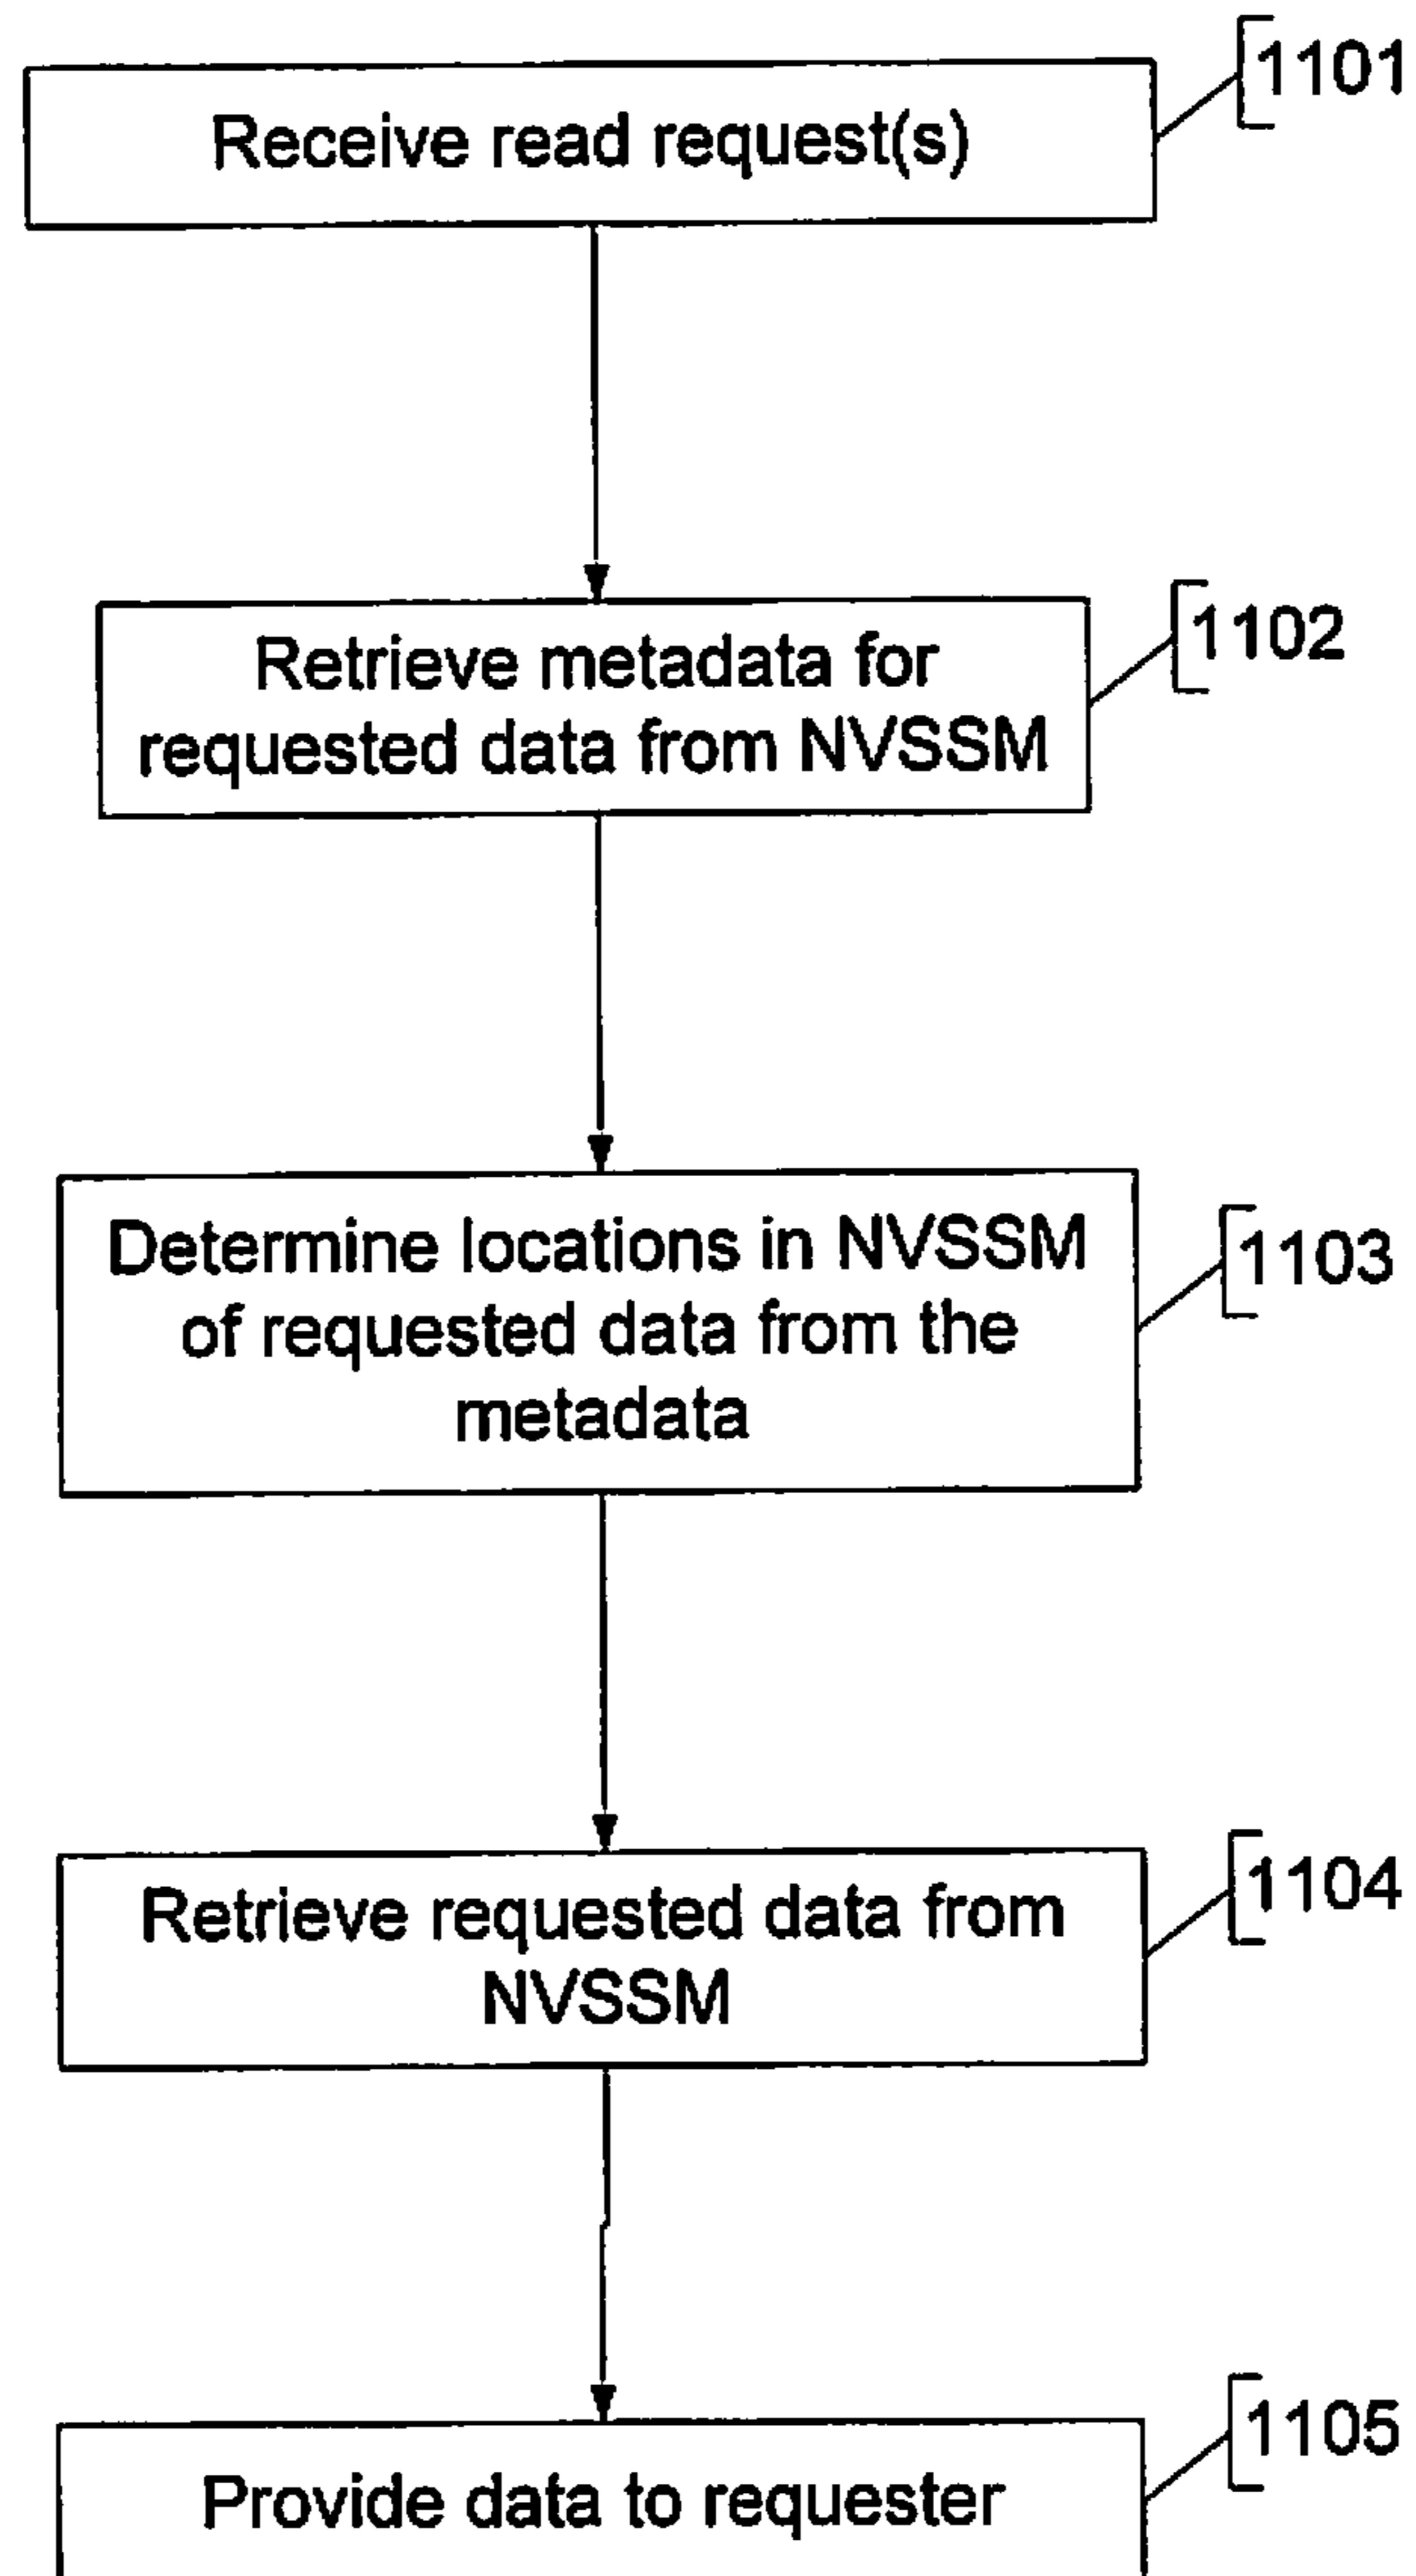 1101
Receive read request(s)
1102
Retrieve metadata for
requested data from NVSSM
1103
Determine locations in NVSSM
of requested data from the
metadata
1104
Retrieve requested data from
NVSSM
1105
Provide data to requester